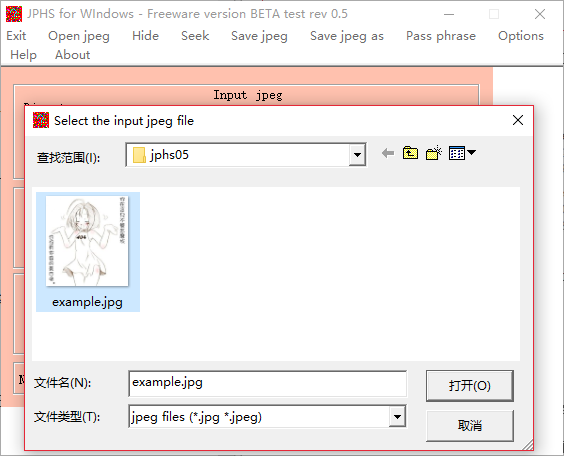 JPHS for WIndows - Freeware version BETA test rev 0.5
Exit Open jpeg Hide Seek Save jpeg Save jpeg as Pass phrase Options
Help About
Input jpeg
Select the input jpeg file
查找范围(I): jphs05
example.jpg
文件名(N): example.jpg 打开(O)
文件类型(T): jpeg files (*.jpg *.jpeg) 取消